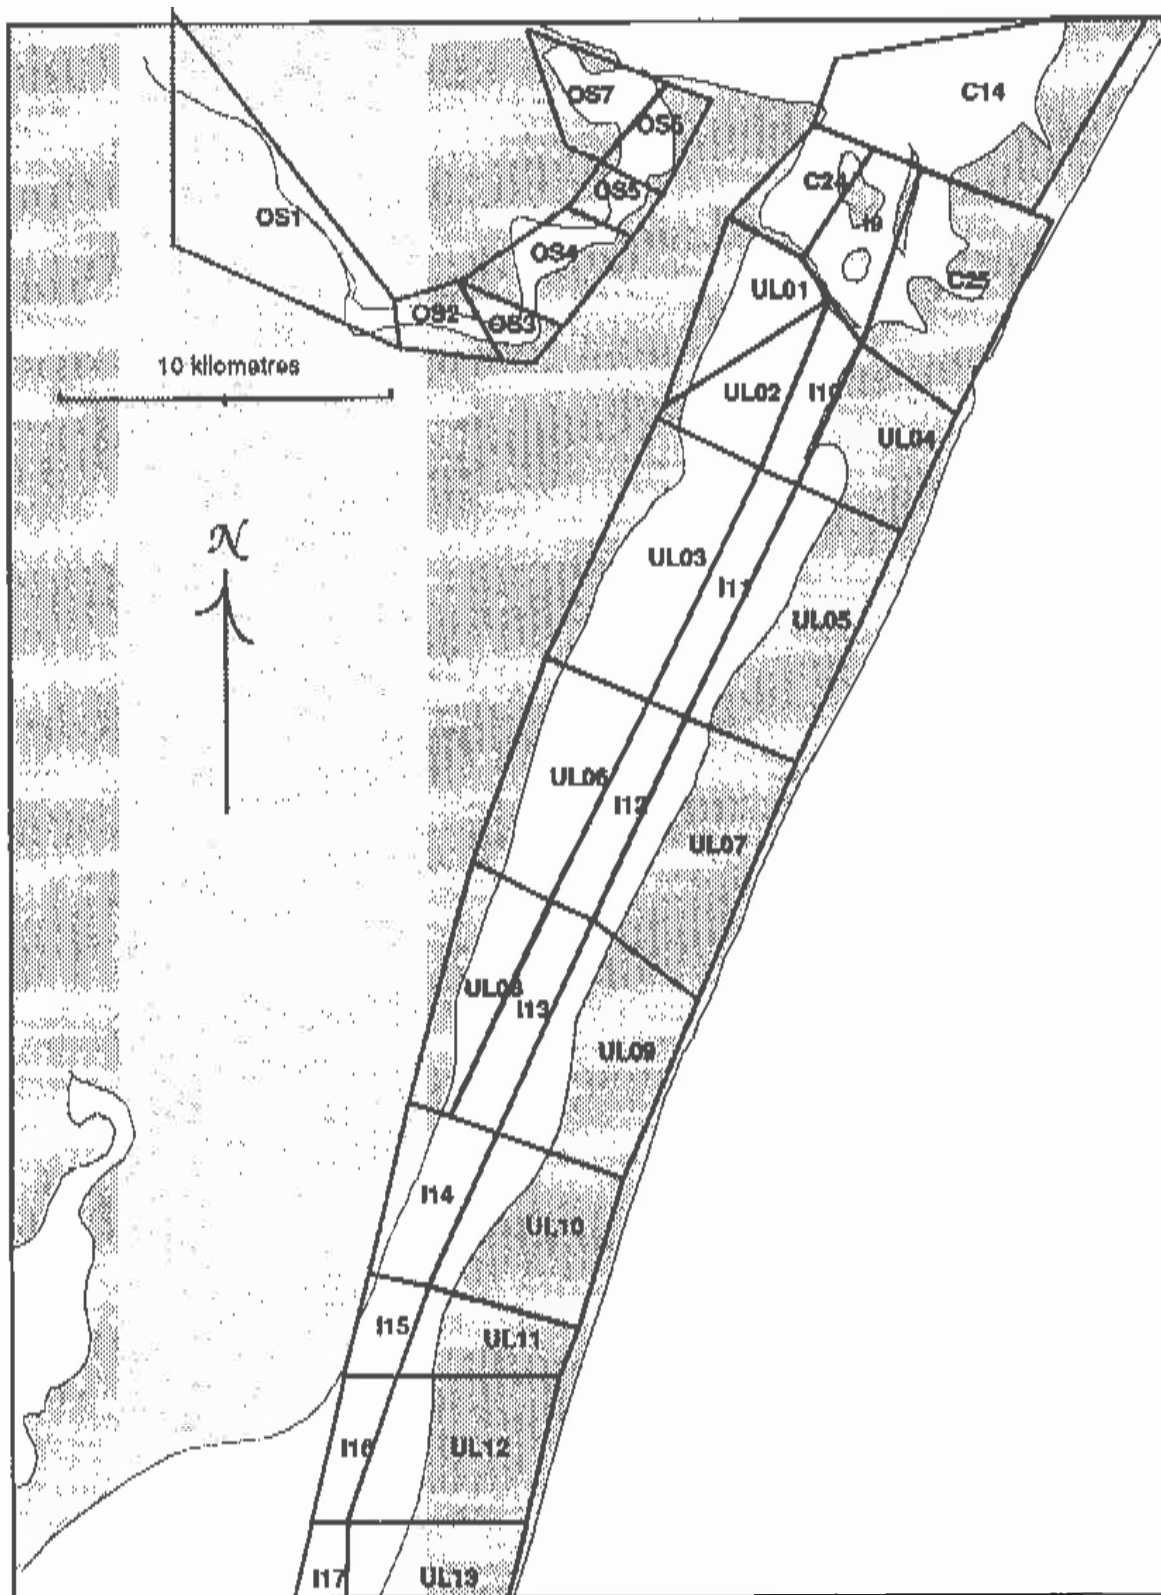 C14
OS7
OS6
C24
OS5
I9
OS1
OS4
C25
UL01
OS2
OS3
10 kilometres
UL02
I10
UL04
N
UL03
I11
UL05
UL06
I12
UL07
UL08
I13
UL09
I14
UL10
I15
UL11
I16
UL12
I17
UL13